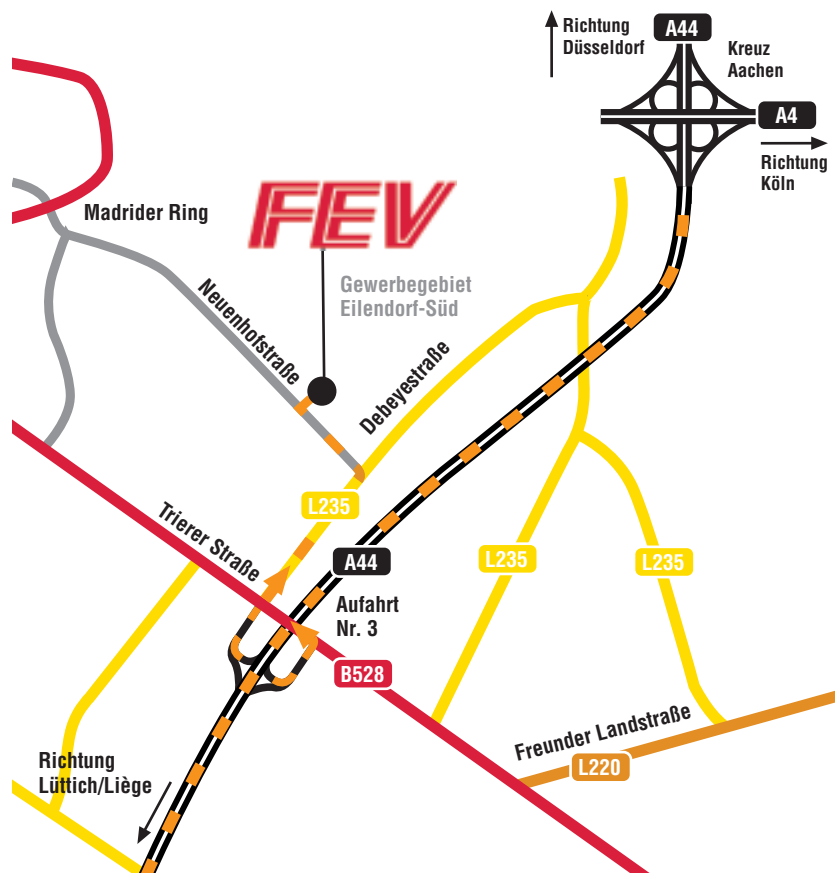 Richtung
Düsseldorf
A44
Kreuz
Aachen
A4
Richtung
Köln
Madrider Ring
FEV
Gewerbegebiet
Eilendorf-Süd
Neuenhofstraße
Debeyestraße
L235
Trierer Straße
A44
L235
L235
Aufahrt
Nr. 3
B528
Freunder Landstraße
L220
Richtung
Lüttich/Liège